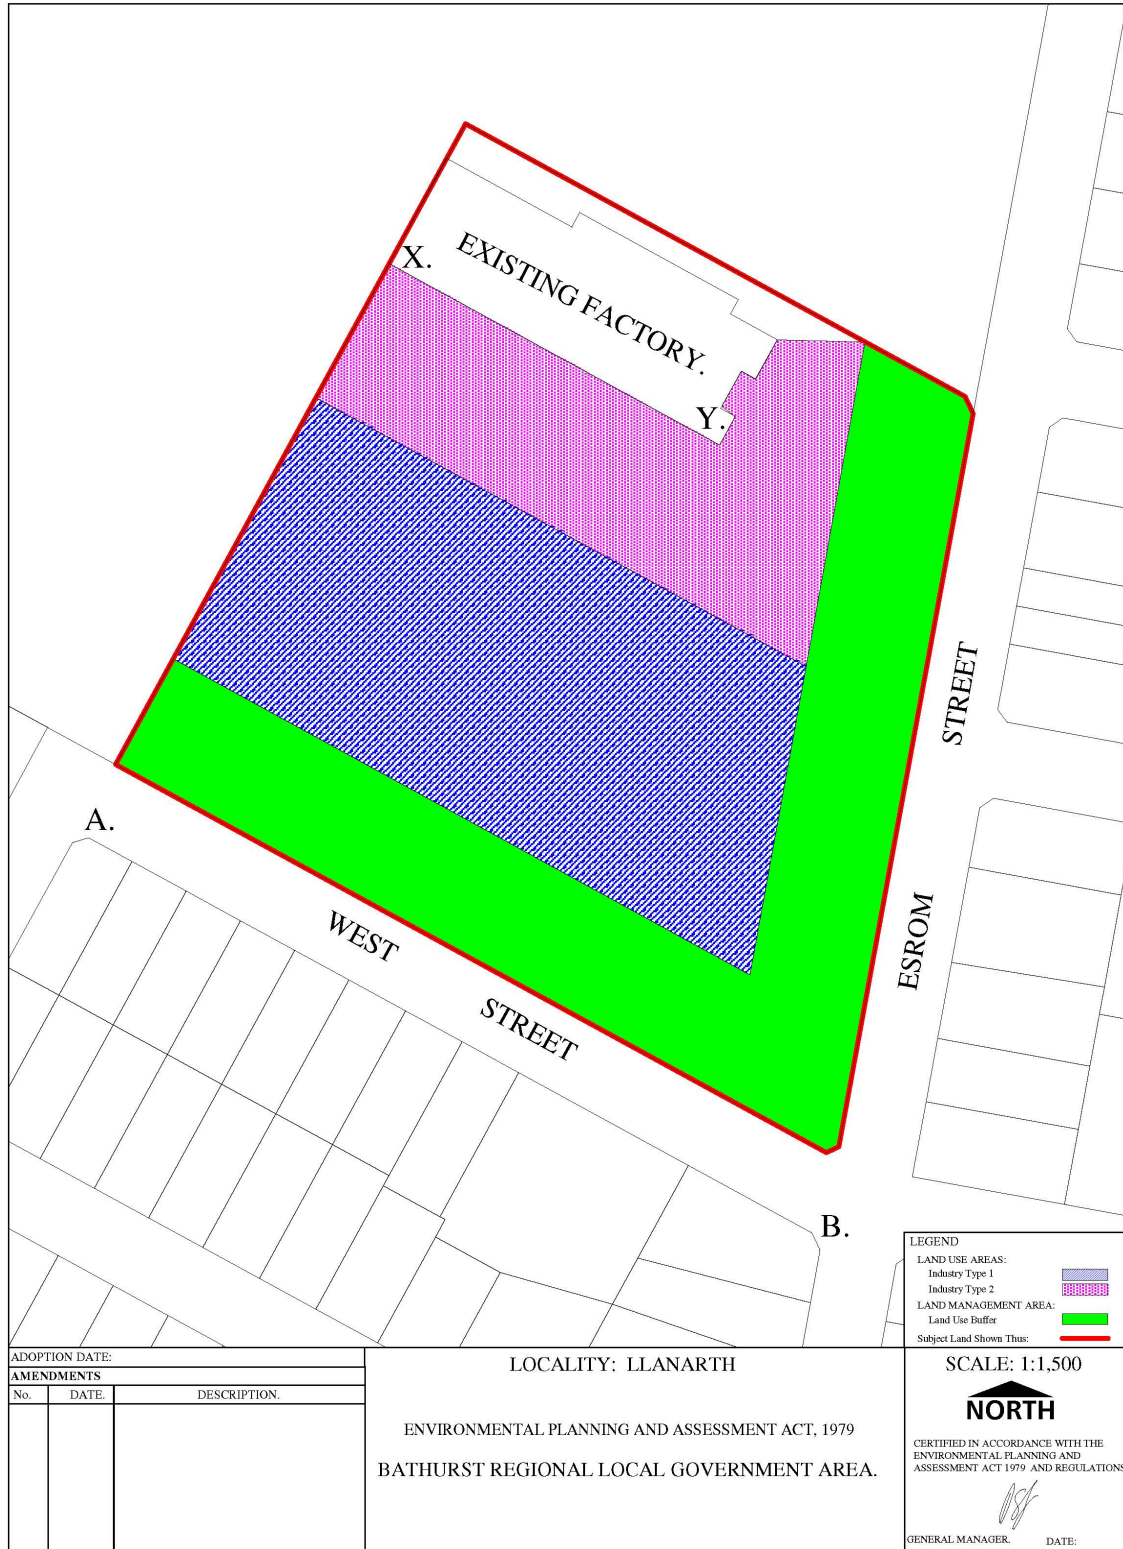 X.
EXISTING FACTORY.
Y.
STREET
ESROM
A.
WEST
STREET
B.
LEGEND
LAND USE AREAS:
Industry Type 1
Industry Type 2
LAND MANAGEMENT AREA:
Land Use Buffer
Subject Land Shown Thus:
ADOPTION DATE:
AMENDMENTS
No. DATE. DESCRIPTION.
LOCALITY: LLANARTH
ENVIRONMENTAL PLANNING AND ASSESSMENT ACT, 1979
BATHURST REGIONAL LOCAL GOVERNMENT AREA.
SCALE: 1:1,500
NORTH
CERTIFIED IN ACCORDANCE WITH THE
ENVIRONMENTAL PLANNING AND
ASSESSMENT ACT 1979 AND REGULATIONS
GENERAL MANAGER. DATE: